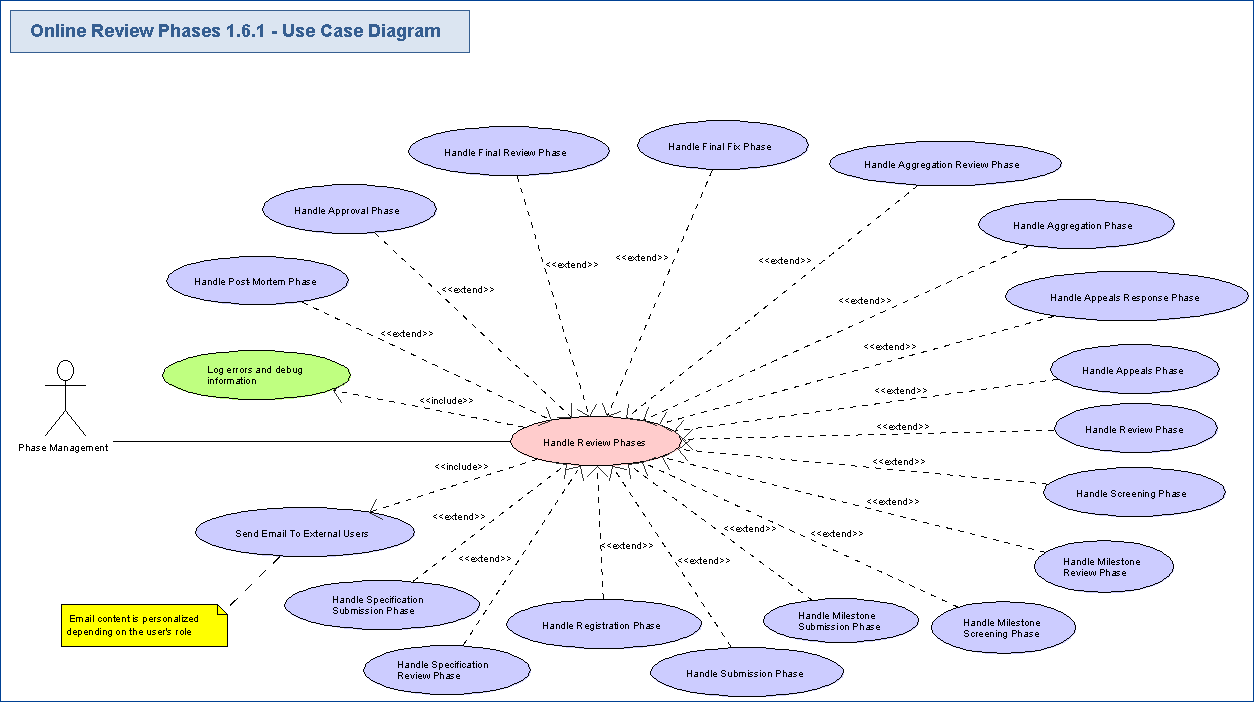 Online Review Phases 1.6.1 - Use Case Diagram
Handle Final Review Phase
Handle Final Fix Phase
Handle Aggregation Review Phase
Handle Approval Phase
Handle Aggregation Phase
<<extend>>
<<extend>>
<<extend>>
Handle Post-Mortem Phase
<<extend>>
<<extend>>
Handle Appeals Response Phase
<<extend>>
<<extend>>
Log errors and debug
information
Handle Appeals Phase
<<extend>>
<<include>>
<<extend>>
Handle Review Phase
Phase Management
Handle Review Phases
<<include>>
<<extend>>
Handle Screening Phase
<<extend>>
<<extend>>
Send Email To External Users
<<extend>>
<<extend>>
<<extend>>
<<extend>>
<<extend>>
Handle Milestone
Review Phase
Handle Specification
Submission Phase
Email content is personalized
depending on the user's role
Handle Registration Phase
Handle Milestone
Submission Phase
Handle Milestone
Screening Phase
Handle Specification
Review Phase
Handle Submission Phase